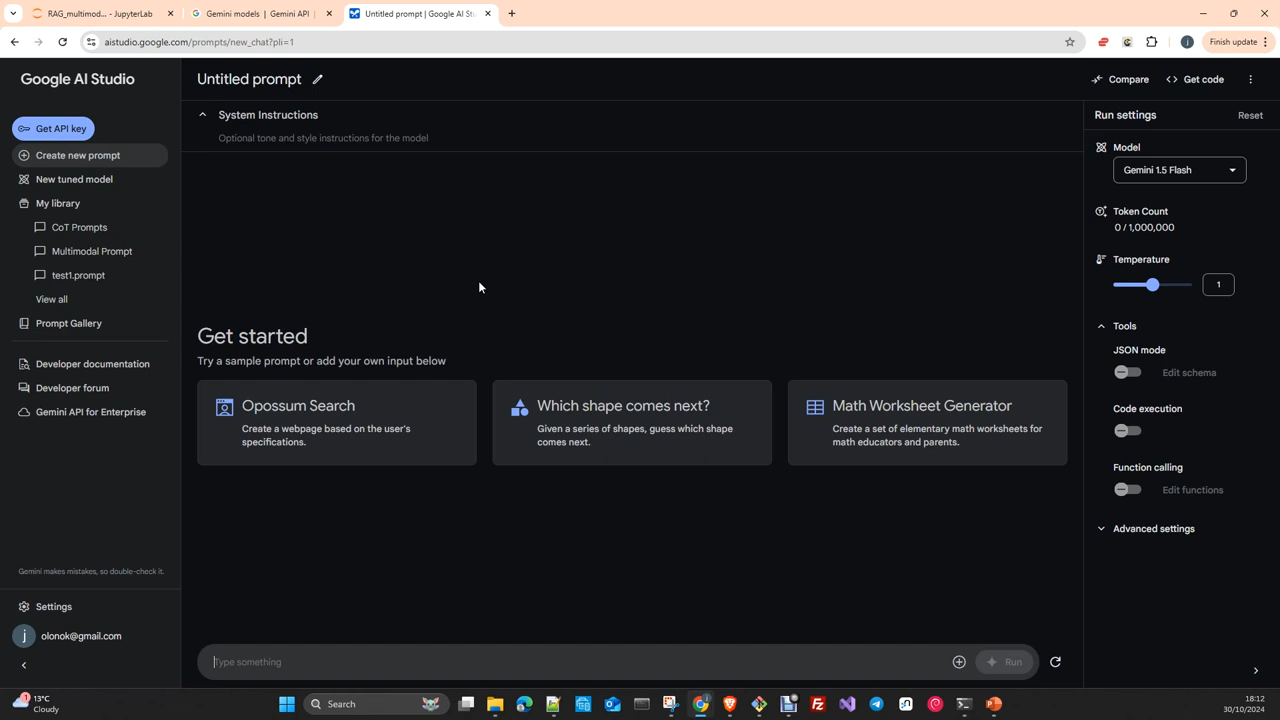 RAG_multimod... - JupyterLab
Gemini models | Gemini API |
Untitled prompt | Google AI Stu
aistudio.google.com/prompts/new_chat?pli=1
j
Finish update
Google AI Studio
Untitled prompt
Compare
Get code
System Instructions
Optional tone and style instructions for the model
Run settings
Reset
Get API key
Create new prompt
New tuned model
My library
CoT Prompts
Multimodal Prompt
test1.prompt
View all
Prompt Gallery
Developer documentation
Developer forum
Gemini API for Enterprise
Model
Gemini 1.5 Flash
Token Count
0 / 1,000,000
Temperature
1
Tools
JSON mode
Edit schema
Code execution
Function calling
Edit functions
Advanced settings
Get started
Try a sample prompt or add your own input below
Opossum Search
Create a webpage based on the user's
specifications.
Which shape comes next?
Given a series of shapes, guess which shape
comes next.
Math Worksheet Generator
Create a set of elementary math worksheets for
math educators and parents.
Gemini makes mistakes, so double-check it.
Settings
j
olonok@gmail.com
Type something
Run
1
13°C
Cloudy
Search
18:12
30/10/2024